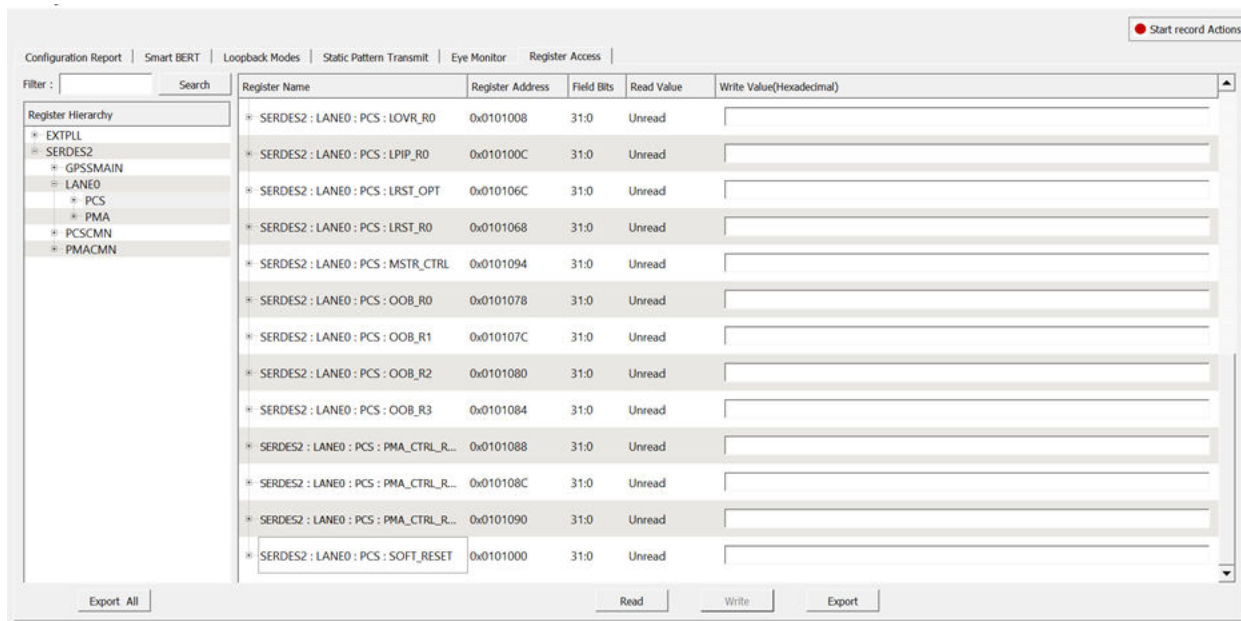 Start record Actions
Configuration Report | Smart BERT | Loopback Modes | Static Pattern Transmit | Eye Monitor Register Access |
Filter : Search
Register Name Register Address Field Bits Read Value Write Value(Hexadecimal)
Register Hierarchy
EXTPLL
SERDES2
GPSSMAIN
LANE0
PCS
PMA
PCSCMN
PMACMN
SERDES2 : LANE0 : PCS : LOVR_R0 0x0101008 31:0 Unread
SERDES2 : LANE0 : PCS : LPIP_R0 0x010100C 31:0 Unread
SERDES2 : LANE0 : PCS : LRST_OPT 0x010106C 31:0 Unread
SERDES2 : LANE0 : PCS : LRST_R0 0x0101068 31:0 Unread
SERDES2 : LANE0 : PCS : MSTR_CTRL 0x0101094 31:0 Unread
SERDES2 : LANE0 : PCS : OOB_R0 0x0101078 31:0 Unread
SERDES2 : LANE0 : PCS : OOB_R1 0x010107C 31:0 Unread
SERDES2 : LANE0 : PCS : OOB_R2 0x0101080 31:0 Unread
SERDES2 : LANE0 : PCS : OOB_R3 0x0101084 31:0 Unread
SERDES2 : LANE0 : PCS : PMA_CTRL_R... 0x0101088 31:0 Unread
SERDES2 : LANE0 : PCS : PMA_CTRL_R... 0x010108C 31:0 Unread
SERDES2 : LANE0 : PCS : PMA_CTRL_R... 0x0101090 31:0 Unread
SERDES2 : LANE0 : PCS : SOFT_RESET 0x0101000 31:0 Unread
Export All Read Write Export